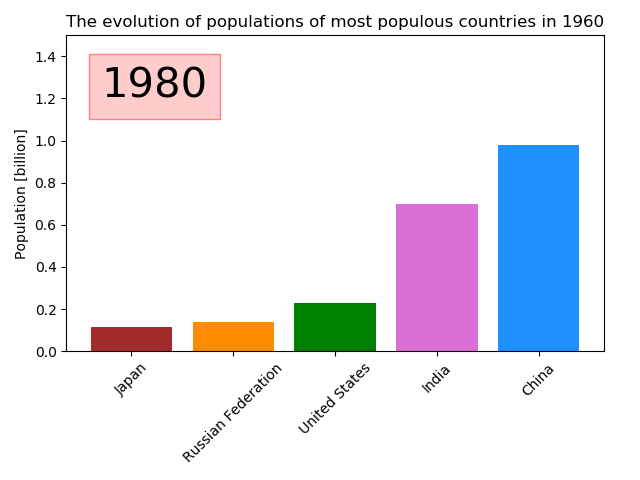 The evolution of populations of most populous countries in 1960
1980
Population [billion]
1.4
1.2
1.0
0.8
0.6
0.4
0.2
0.0
Japan
Russian Federation
United States
India
China